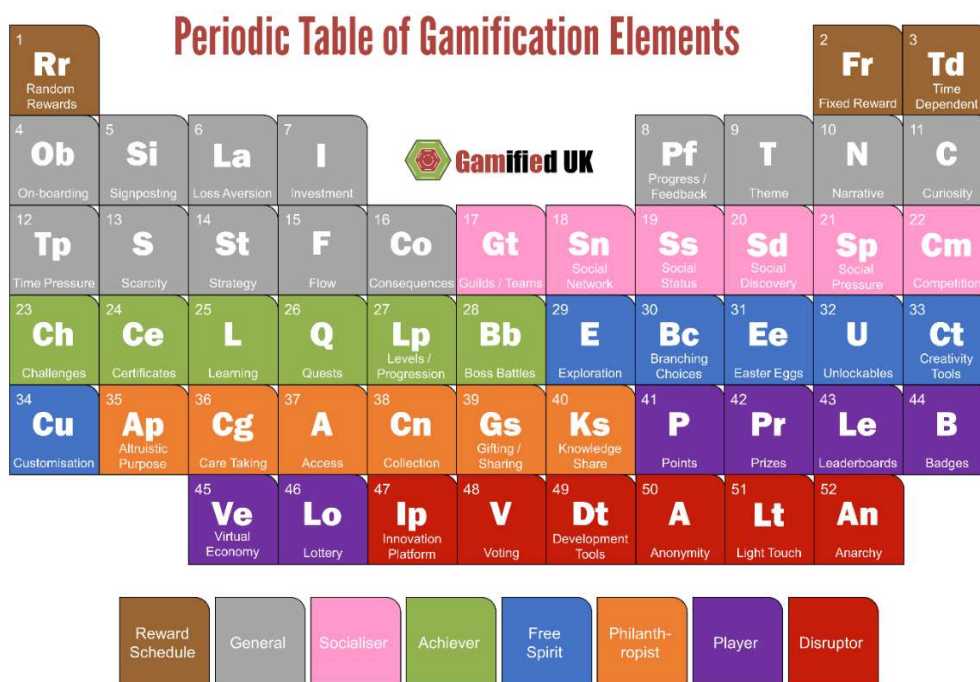 Periodic Table of Gamification Elements
1
Rr
Random
Rewards
2
Fr
Fixed Reward
3
Td
Time
Dependent
4
Ob
On-boarding
5
Si
Signposting
6
La
Loss Aversion
7
I
Investment
Gamified UK
8
Pf
Progress /
Feedback
9
T
Theme
10
N
Narrative
11
C
Curiosity
12
Tp
Time Pressure
13
S
Scarcity
14
St
Strategy
15
F
Flow
16
Co
Consequences
17
Gt
Guilds / Teams
18
Sn
Social
Network
19
Ss
Social
Status
20
Sd
Social
Discovery
21
Sp
Social
Pressure
22
Cm
Competition
23
Ch
Challenges
24
Ce
Certificates
25
L
Learning
26
Q
Quests
27
Lp
Levels /
Progression
28
Bb
Boss Battles
29
E
Exploration
30
Bc
Branching
Choices
31
Ee
Easter Eggs
32
U
Unlockables
33
Ct
Creativity
Tools
34
Cu
Customisation
35
Ap
Altruistic
Purpose
36
Cg
Care Taking
37
A
Access
38
Cn
Collection
39
Gs
Gifting /
Sharing
40
Ks
Knowledge
Share
41
P
Points
42
Pr
Prizes
43
Le
Leaderboards
44
B
Badges
45
Ve
Virtual
Economy
46
Lo
Lottery
47
Ip
Innovation
Platform
48
V
Voting
49
Dt
Development
Tools
50
A
Anonymity
51
Lt
Light Touch
52
An
Anarchy
Reward
Schedule
General
Socialiser
Achiever
Free
Spirit
Philanth-
ropist
Player
Disruptor